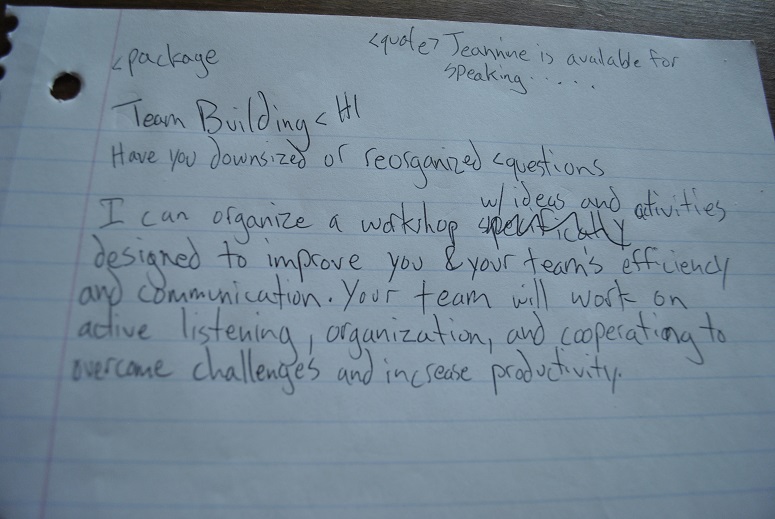 <package
<quote> Jeannine is available for
speaking.....
Team Building < H1
Have you downsized or reorganized <questions
w/ ideas and activities
I can organize a workshop specifically
designed to improve you & your team's efficiency
and communication. Your team will work on
active listening, organization, and cooperating to
overcome challenges and increase productivity.